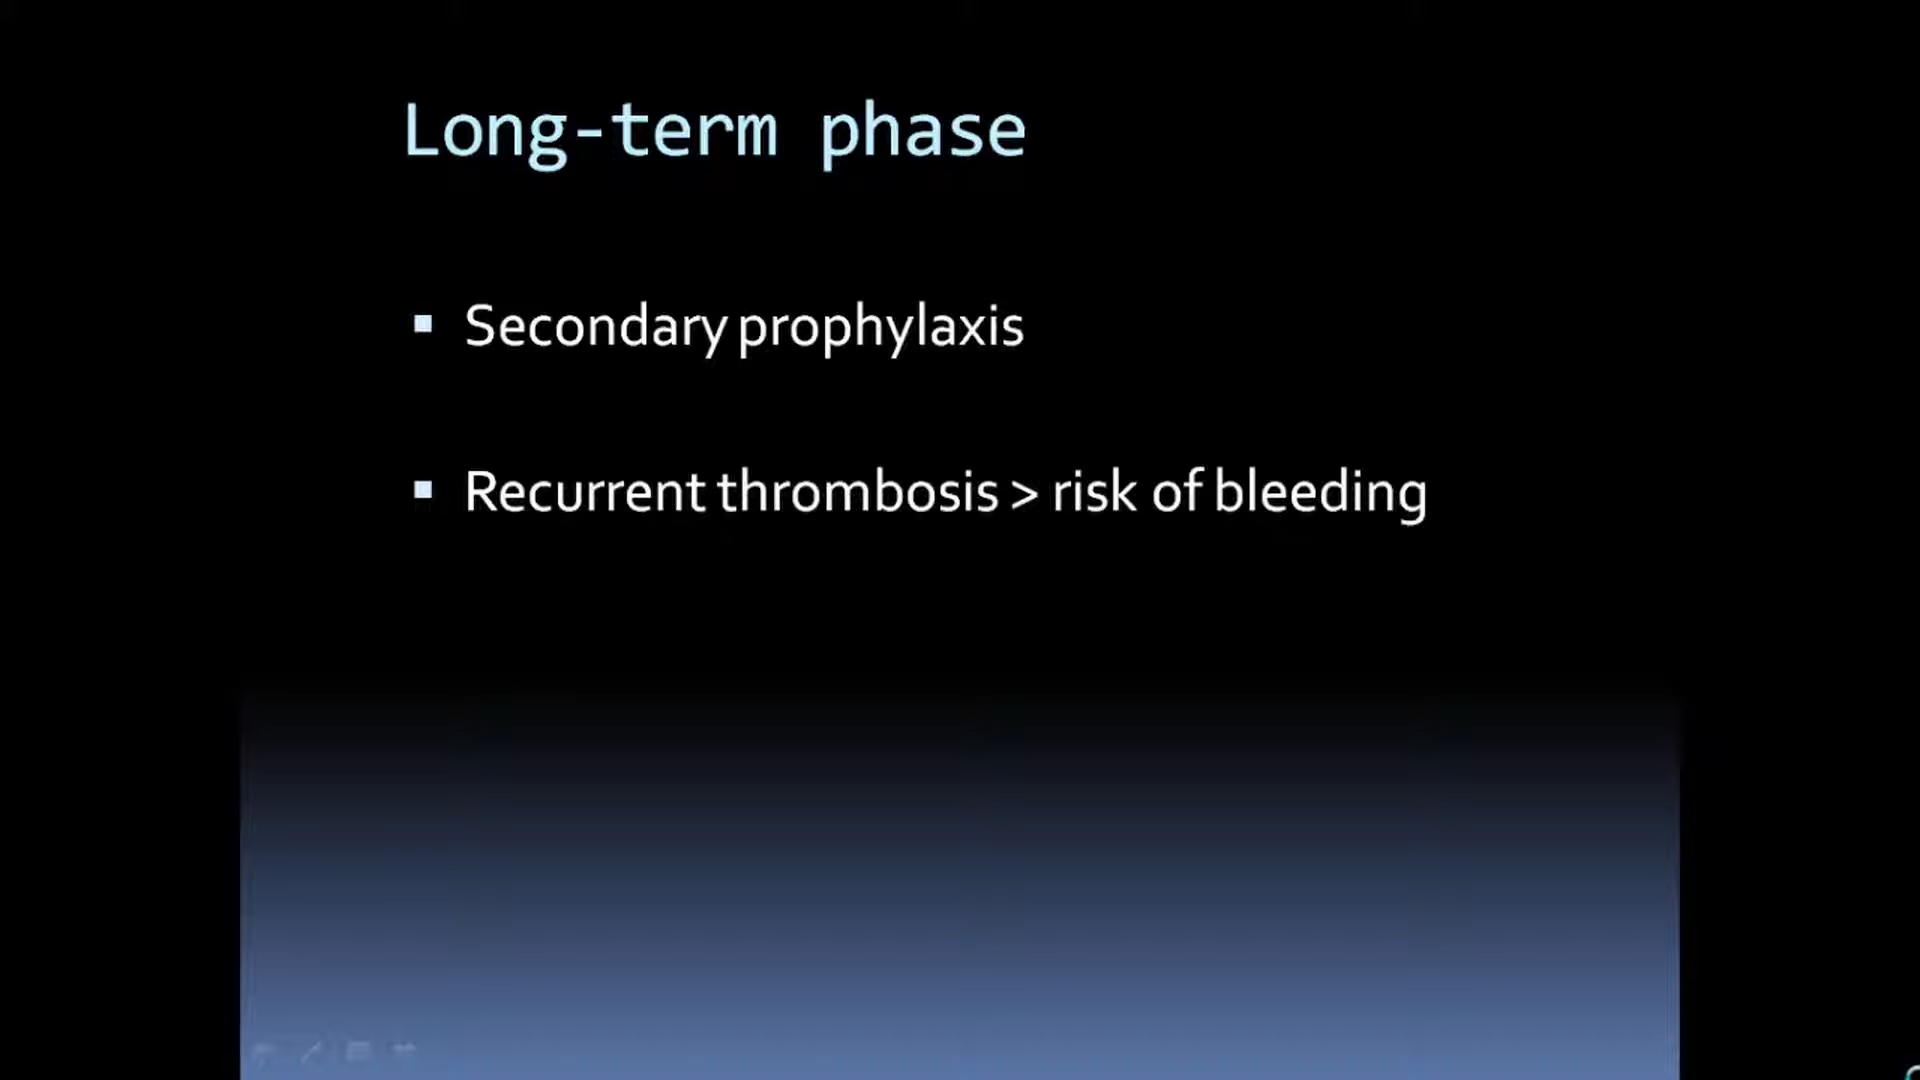 Long-term phase
Secondary prophylaxis
Recurrent thrombosis > risk of bleeding